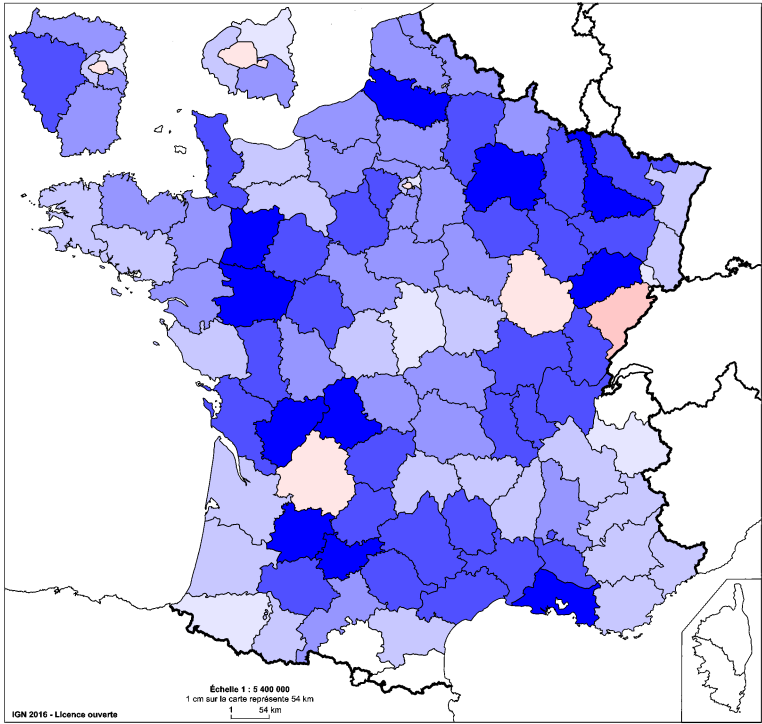 Échelle 1 : 5 400 000
1 cm sur la carte représente 54 km
1 54 km
IGN 2016 - Licence ouverte